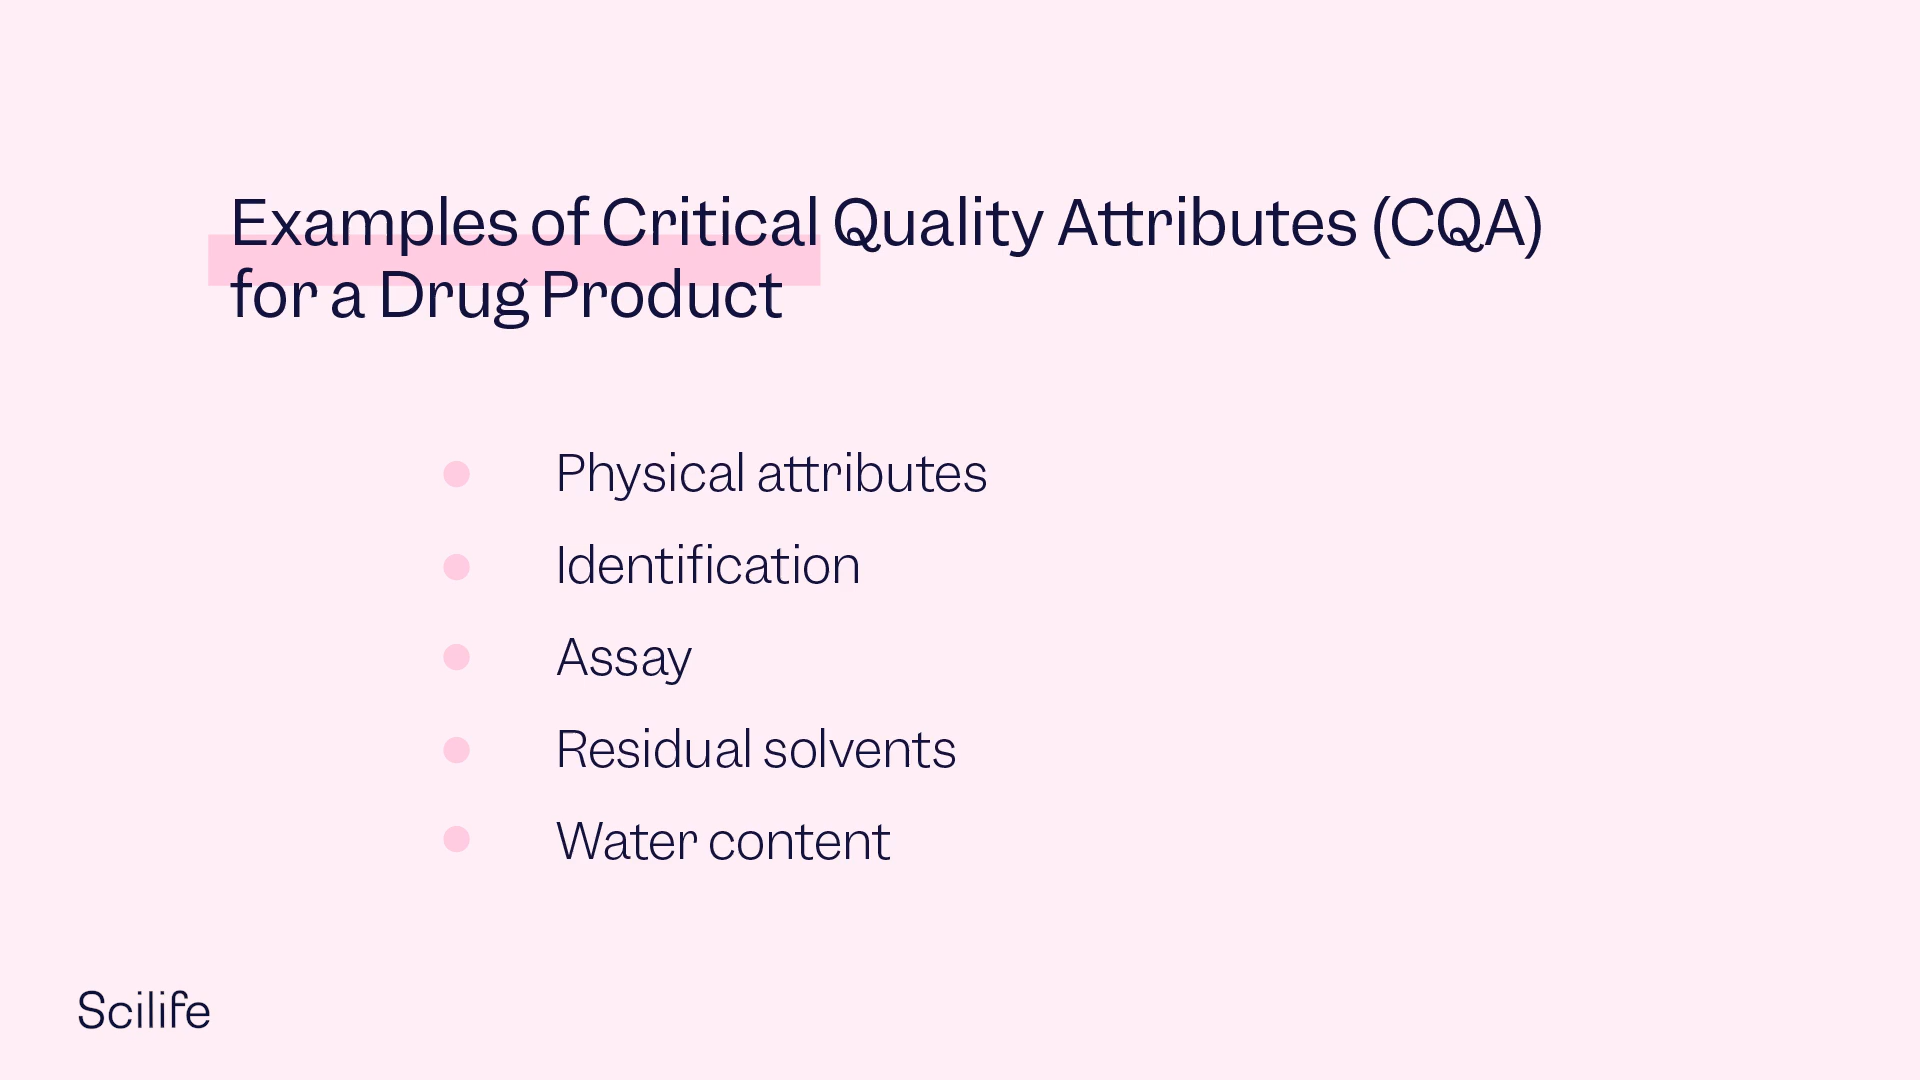 Examples of Critical Quality Attributes (CQA)
for a Drug Product
Physical attributes
Identification
Assay
Residual solvents
Water content
Scilife